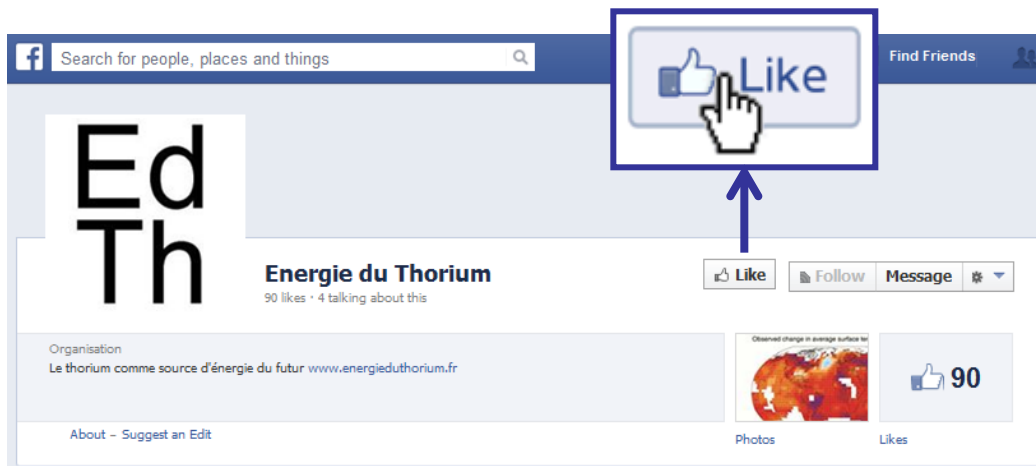 Like
f
Search for people, places and things
Find Friends
Ed
Th
Energie du Thorium
90 likes · 4 talking about this
Like
Follow
Message
Organisation
Le thorium comme source d'énergie du futur www.energieduthorium.fr
Observed change in average surface te
90
About – Suggest an Edit
Photos
Likes